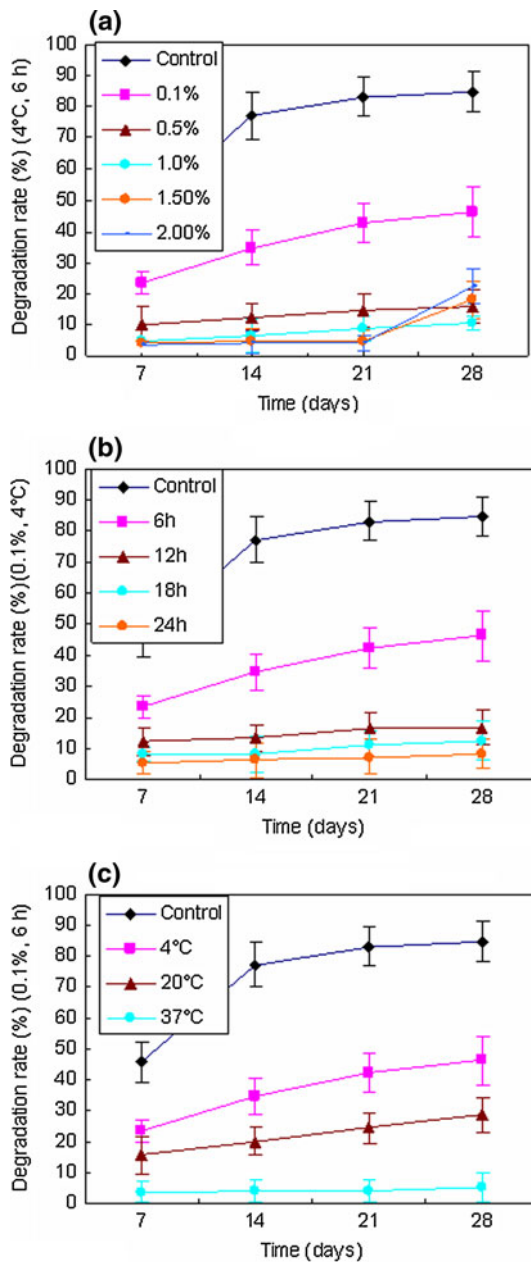 (a)
Degradation rate (%) (4°C, 6 h)
100
90
80
70
60
50
40
30
20
10
0
Control
0.1%
0.5%
1.0%
1.50%
2.00%
7 14 21 28
Time (days)
(b)
Degradation rate (%)(0.1%, 4°C)
100
90
80
70
60
50
40
30
20
10
0
Control
6h
12h
18h
24h
7 14 21 28
Time (days)
(c)
Degradation rate (%) (0.1%, 6 h)
100
90
80
70
60
50
40
30
20
10
0
Control
4°C
20°C
37°C
7 14 21 28
Time (days)